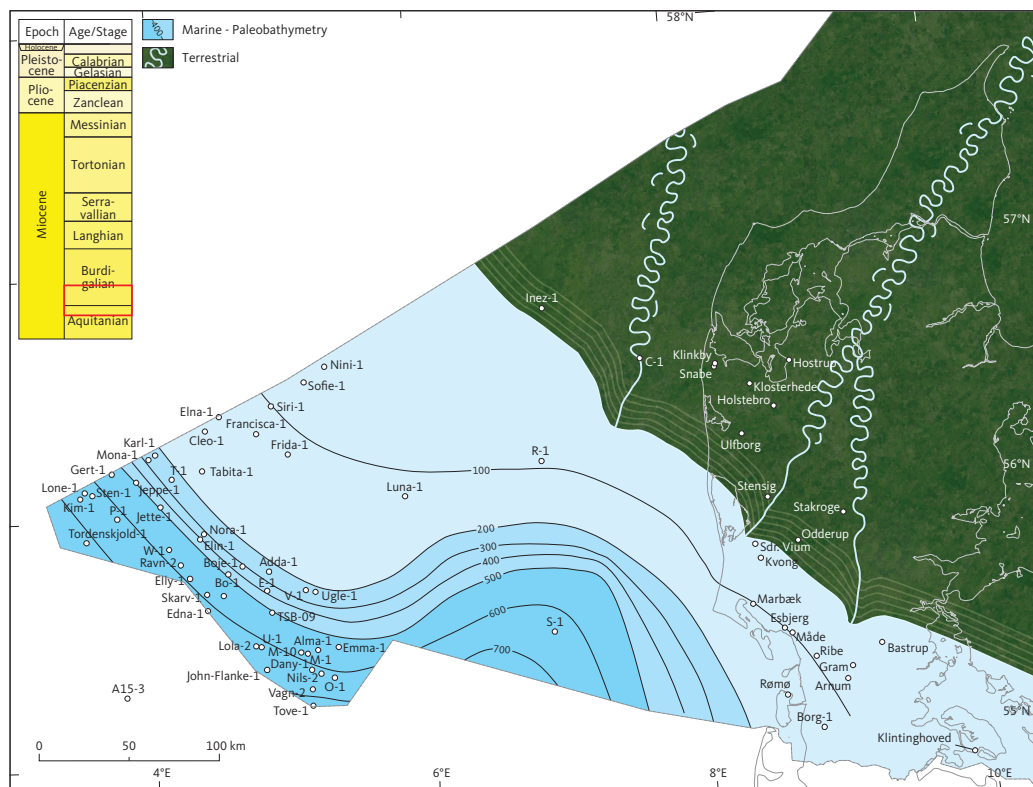 Epoch
Age/Stage
Holocene
Pleisto-
cene
Calabrian
Gelasian
Plio-
cene
Piacenzian
Zanclean
Miocene
Messinian
Tortonian
Serra-
vallian
Langhian
Burdi-
galian
Aquitanian
400
Marine - Paleobathymetry
Terrestrial
58°N
57°N
56°N
55°N
Inez-1
C-1
Klinkby
Snabe
Hostrup
Klosterhede
Holstebro
Ulfborg
Stensig
Stakroge
Odderup
Sdr. Vium
Kvong
Nini-1
Sofie-1
Siri-1
Elna-1
Francisca-1
Cleo-1
Frida-1
Karl-1
Mona-1
Gert-1
T-1
Tabita-1
Lone-1
Sten-1
Jeppe-1
Kim-1
P-1
Jette-1
Tordenskjold-1
Nora-1
W-1
Elin-1
Ravn-2
Boje-1
Adda-1
Elly-1
Bo-1
E-1
V-1
Ugle-1
Skarv-1
Edna-1
TSB-09
Lola-2
U-1
Alma-1
M-10
Emma-1
Dany-1
M-1
John-Flanke-1
Nils-2
O-1
Vagn-2
Tove-1
A15-3
R-1
Luna-1
S-1
100
200
300
400
500
600
700
Marbæk
Esbjerg
Måde
Bastrup
Ribe
Gram
Arnum
Rømø
Borg-1
Klintinghoved
0
50
100 km
4°E
6°E
8°E
10°E